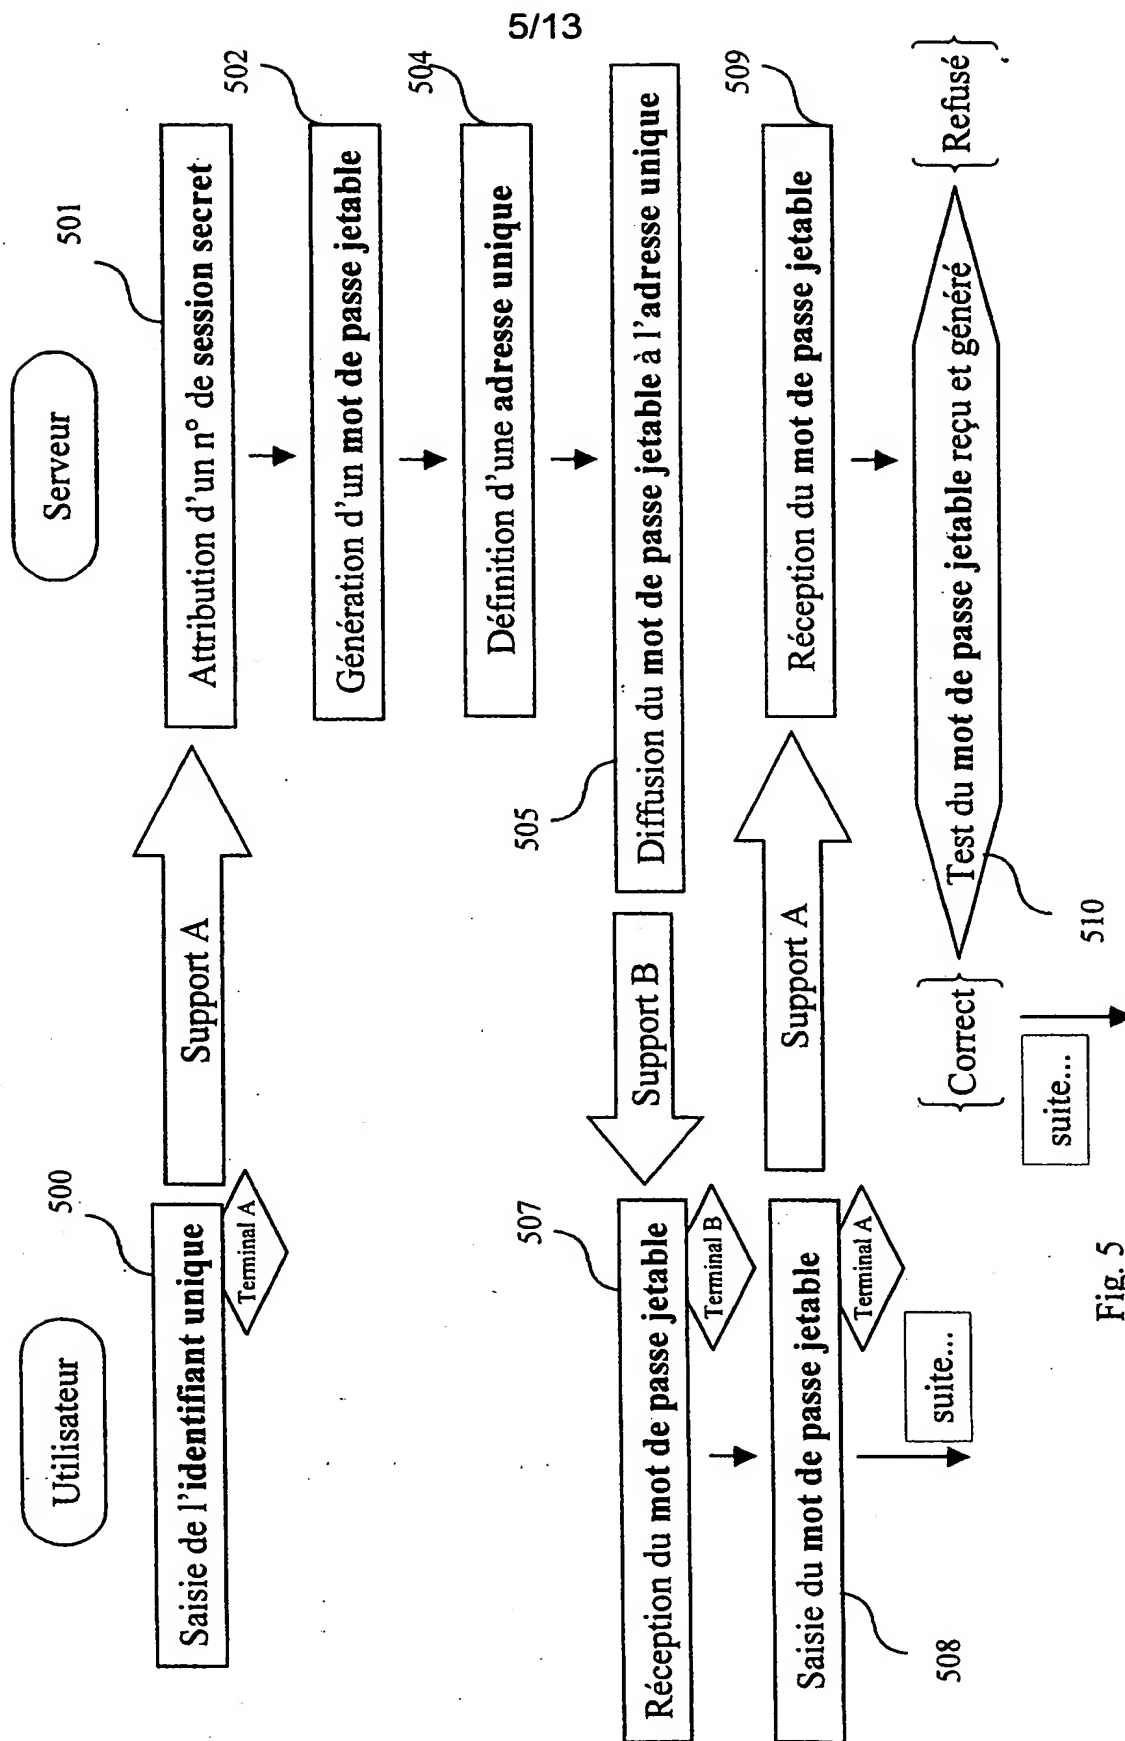 5/13
Utilisateur
Serveur
500
Saisie de l'identifiant unique
Terminal A
Support A
501
Attribution d'un n° de session secret
502
Génération d'un mot de passe jetable
504
Définition d'une adresse unique
505
Diffusion du mot de passe jetable à l'adresse unique
Support B
507
Réception du mot de passe jetable
Terminal B
508
Saisie du mot de passe jetable
Terminal A
Support A
509
Réception du mot de passe jetable
510
Test du mot de passe jetable reçu et généré
Correct
Refusé
suite...
suite...
Fig. 5